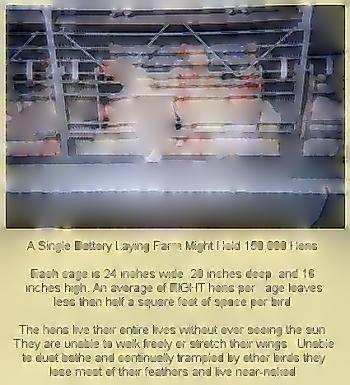 A Single Battery Laying Farm Might Hold 150,000 Hens
Each cage is 24 inches wide, 20 inches deep, and 16
inches high. An average of EIGHT hens per age leaves
less than half a square foot of space per bird
The hens live their entire lives without ever seeing the sun
They are unable to walk freely or stretch their wings. Unable
to dust bathe and continually trampled by other birds they
lose most of their feathers and live near-naked